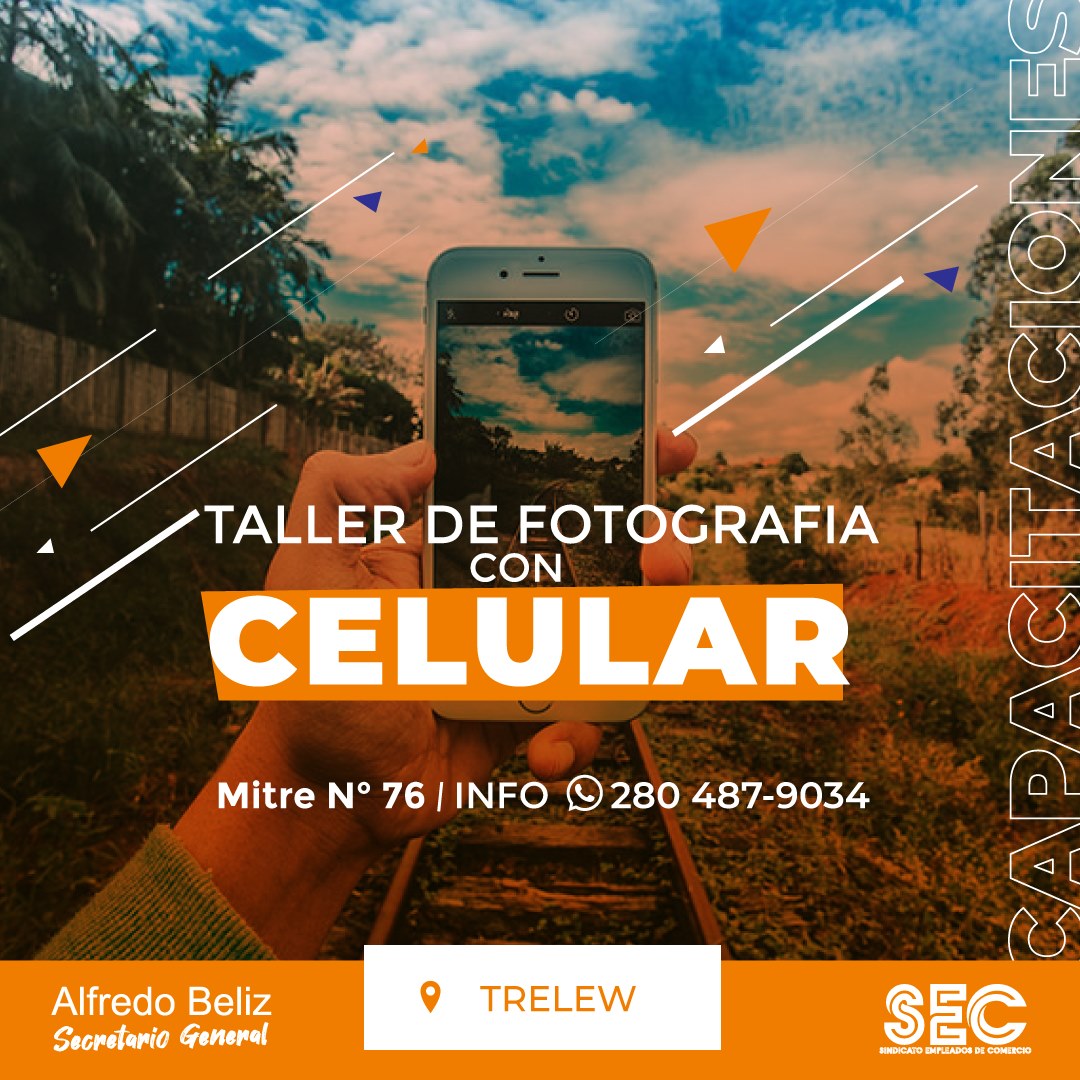 CAPACITACIONES
TALLER DE FOTOGRAFIA
CON
CELULAR
Mitre N° 76 / INFO 280 487-9034
Alfredo Beliz
Secretario General
TRELEW
SEC
SINDICATO EMPLEADOS DE COMERCIO